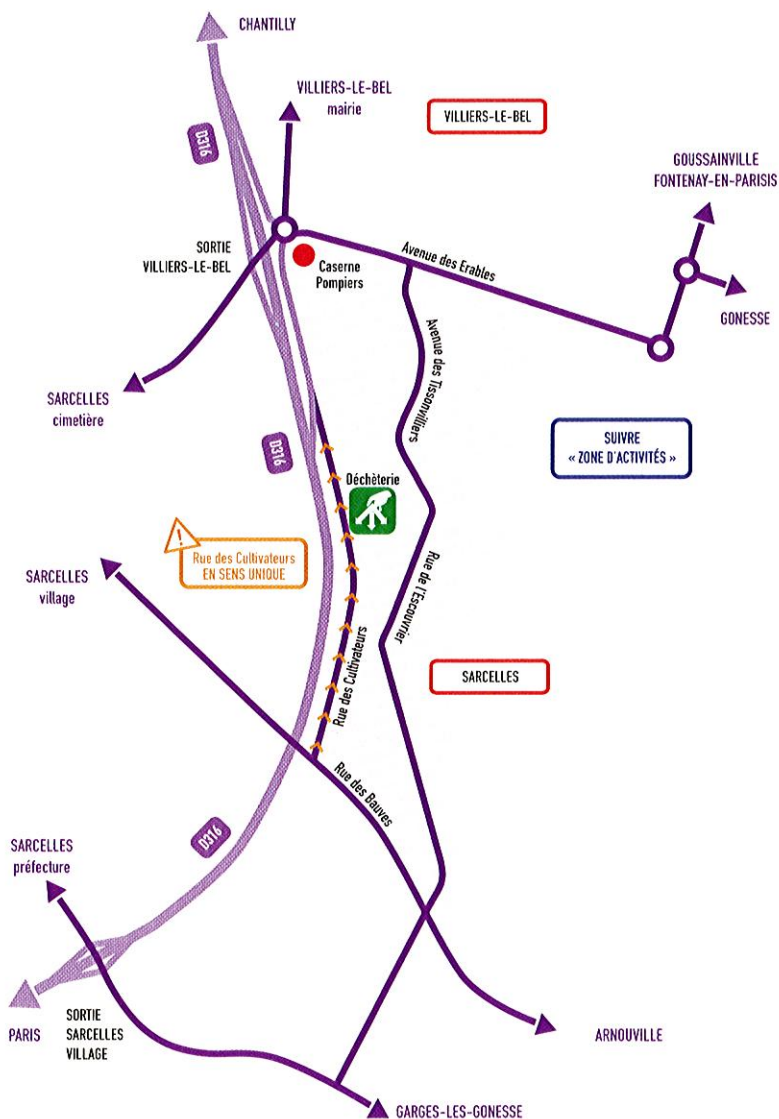 CHANTILLY
VILLIERS-LE-BEL
mairie
VILLIERS-LE-BEL
D316
GOUSSAINVILLE
FONTENAY-EN-PARISIS
SORTIE
VILLIERS-LE-BEL
Caserne
Pompiers
Avenue des Erables
GONESSE
Avenue des Tissonvilliers
SARCELLES
cimetière
D316
SUIVRE
« ZONE D'ACTIVITÉS »
Déchèterie
!
Rue des Cultivateurs
EN SENS UNIQUE
SARCELLES
village
Rue de l'Escouvrier
Rue des Cultivateurs
SARCELLES
Rue des Bauves
D316
SARCELLES
préfecture
PARIS
SORTIE
SARCELLES
VILLAGE
ARNOUVILLE
GARGES-LES-GONESSE